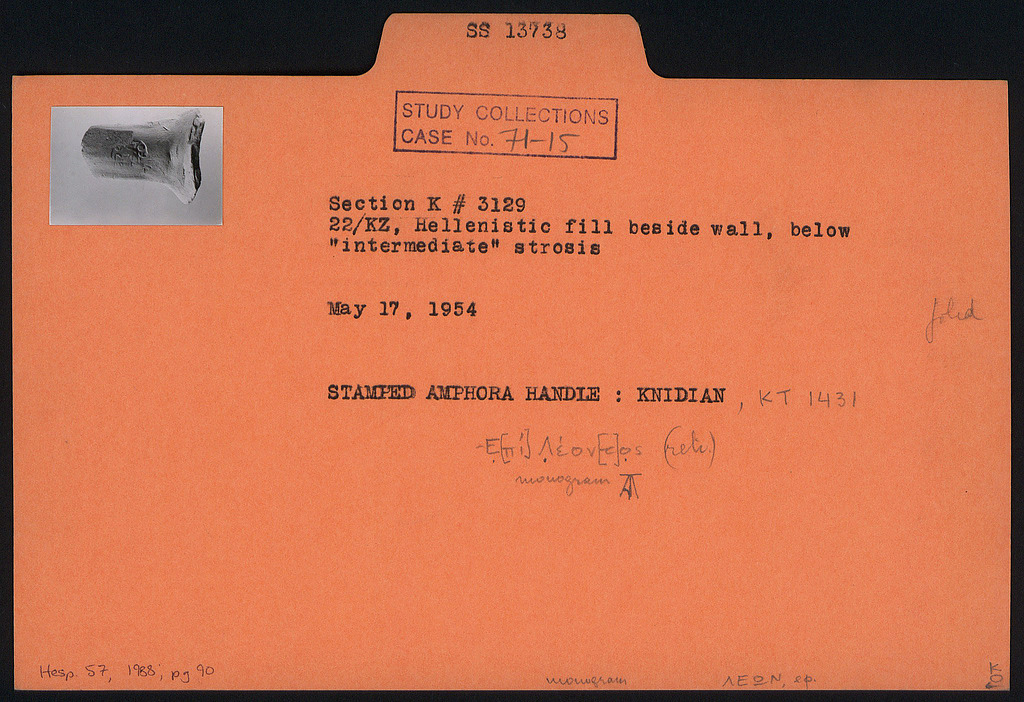 SS 13738
STUDY COLLECTIONS
CASE No. 71-15
Section K # 3129
22/KZ, Hellenistic fill beside wall, below
"intermediate" strosis
May 17, 1954
STAMPED AMPHORA HANDLE : KNIDIAN , KT 1431
Ἐ[πὶ] Λέον[τ]ος (retr.)
monogram
Hesp. 57, 1988, pg 90
monogram
ΛΕΩΝ, ep.